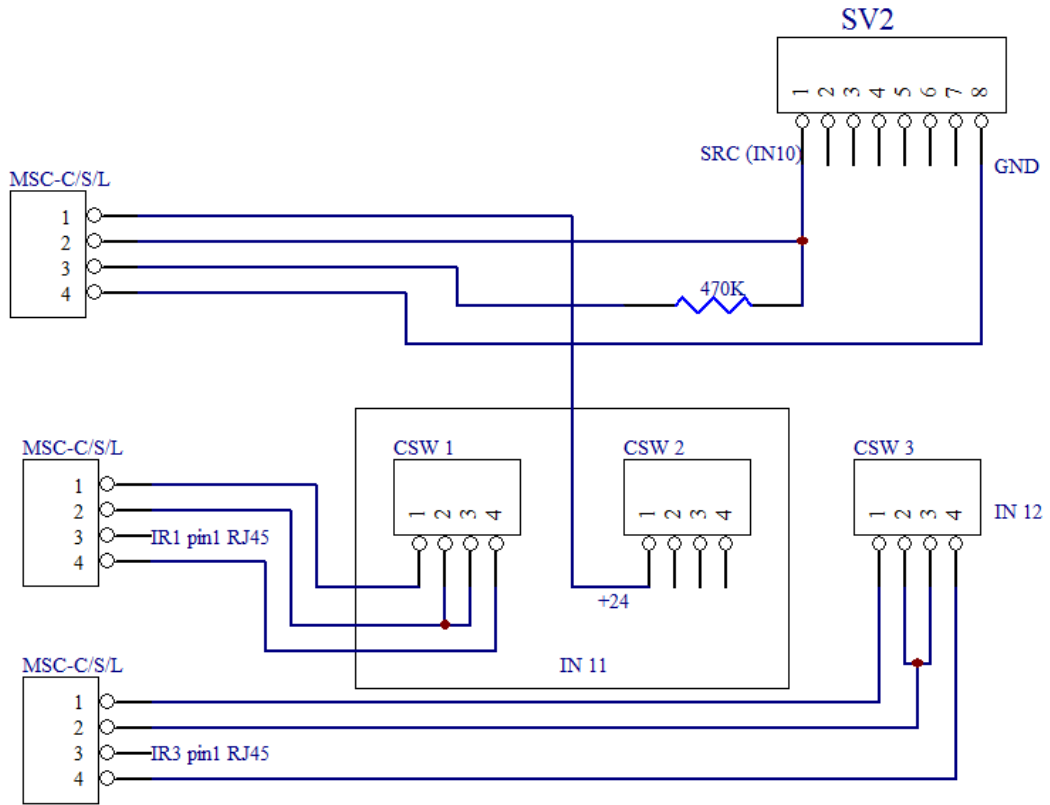 SV2
1 2 3 4 5 6 7 8
SRC (IN10)
GND
MSC-C/S/L
1
2
3
4
470K
MSC-C/S/L
1
2
3
IR1 pin1 RJ45
4
CSW 1
1 2 3 4
CSW 2
1 2 3 4
+24
IN 11
CSW 3
1 2 3 4
IN 12
MSC-C/S/L
1
2
3
IR3 pin1 RJ45
4